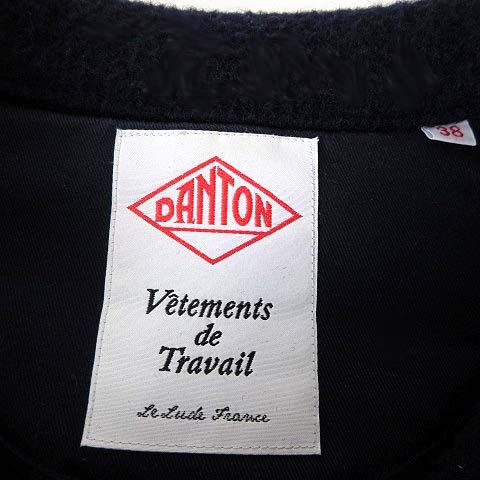 38
DANTON
Vêtements
de
Travail
Le Lude France